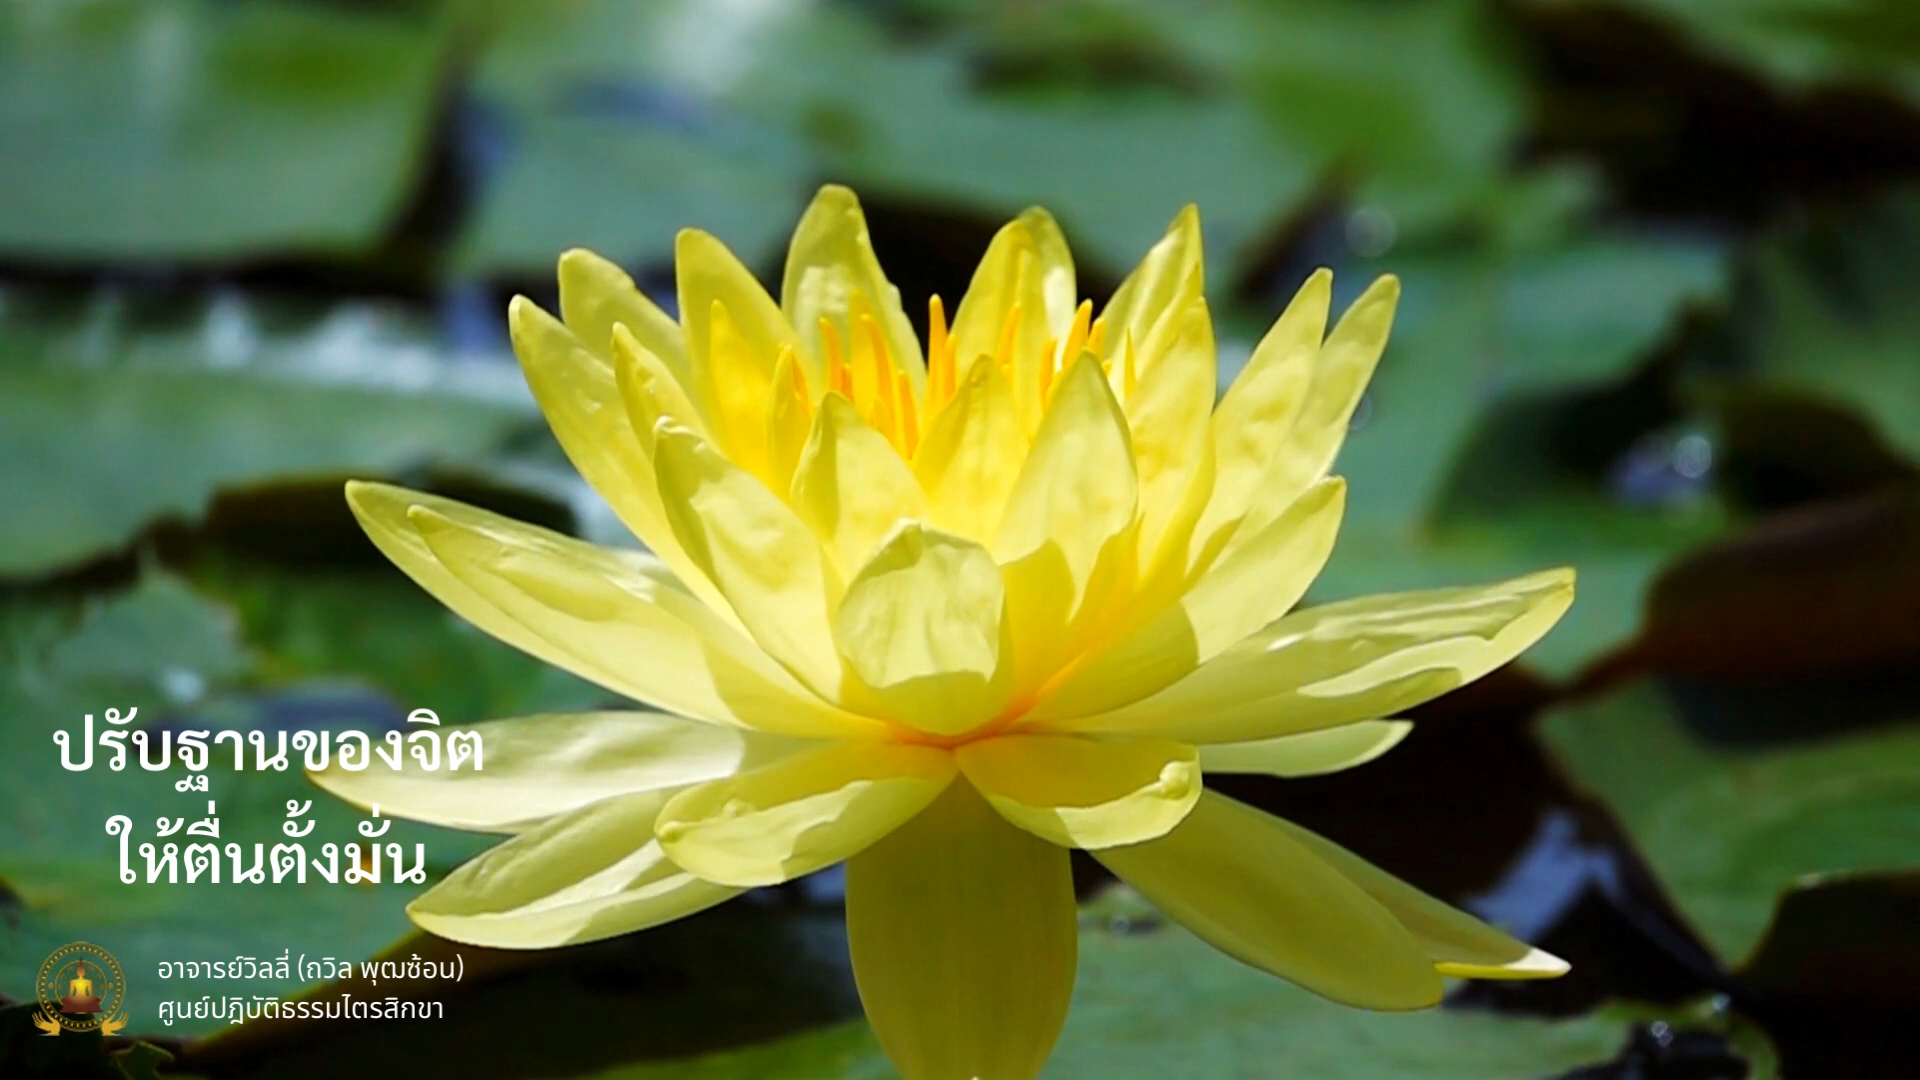 ปรับฐานของจิต
ให้ตื่นตั้งมั่น
อาจารย์วิลลี่ (ถวิล พุฒซ้อน)
ศูนย์ปฎิบัติธรรมไตรสิกขา